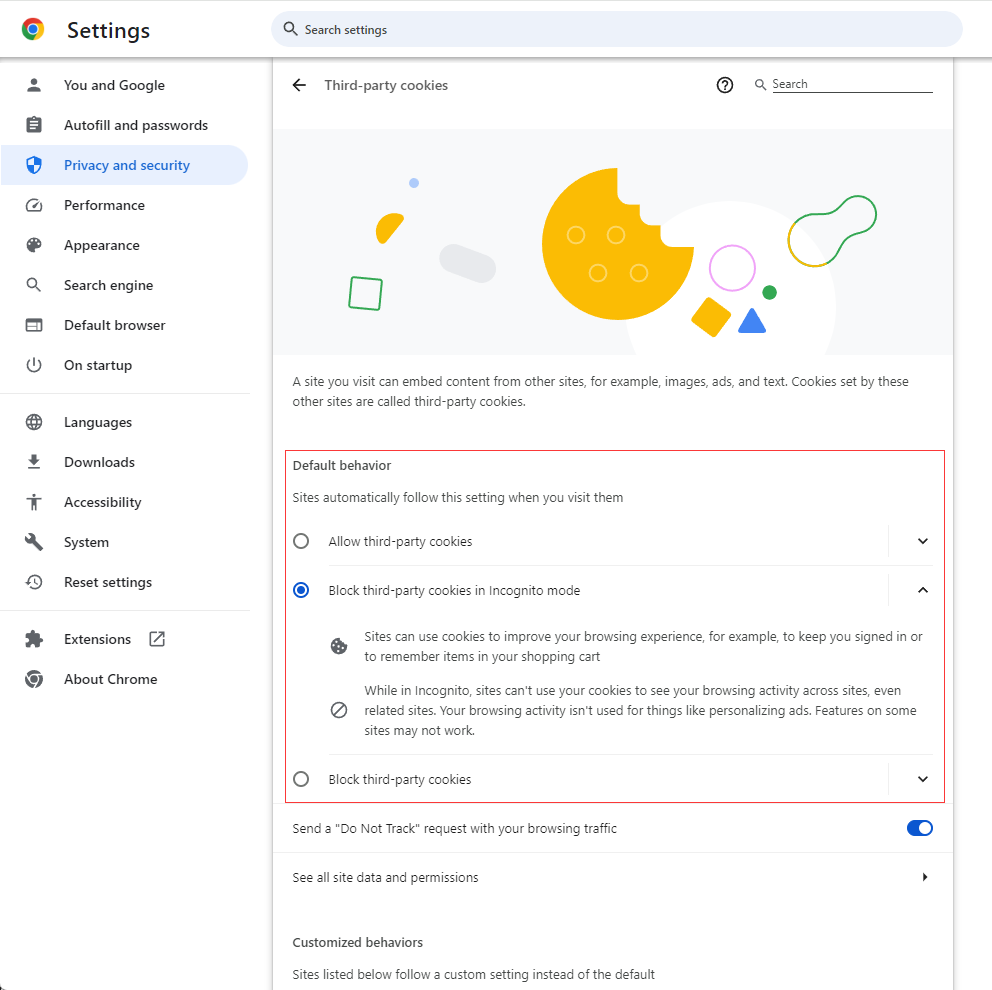 Settings
Search settings
You and Google
Autofill and passwords
Privacy and security
Performance
Appearance
Search engine
Default browser
On startup
Languages
Downloads
Accessibility
System
Reset settings
Extensions
About Chrome
Third-party cookies
Search
A site you visit can embed content from other sites, for example, images, ads, and text. Cookies set by these
other sites are called third-party cookies.
Default behavior
Sites automatically follow this setting when you visit them
Allow third-party cookies
Block third-party cookies in Incognito mode
Sites can use cookies to improve your browsing experience, for example, to keep you signed in or
to remember items in your shopping cart
While in Incognito, sites can't use your cookies to see your browsing activity across sites, even
related sites. Your browsing activity isn't used for things like personalizing ads. Features on some
sites may not work.
Block third-party cookies
Send a "Do Not Track" request with your browsing traffic
See all site data and permissions
Customized behaviors
Sites listed below follow a custom setting instead of the default